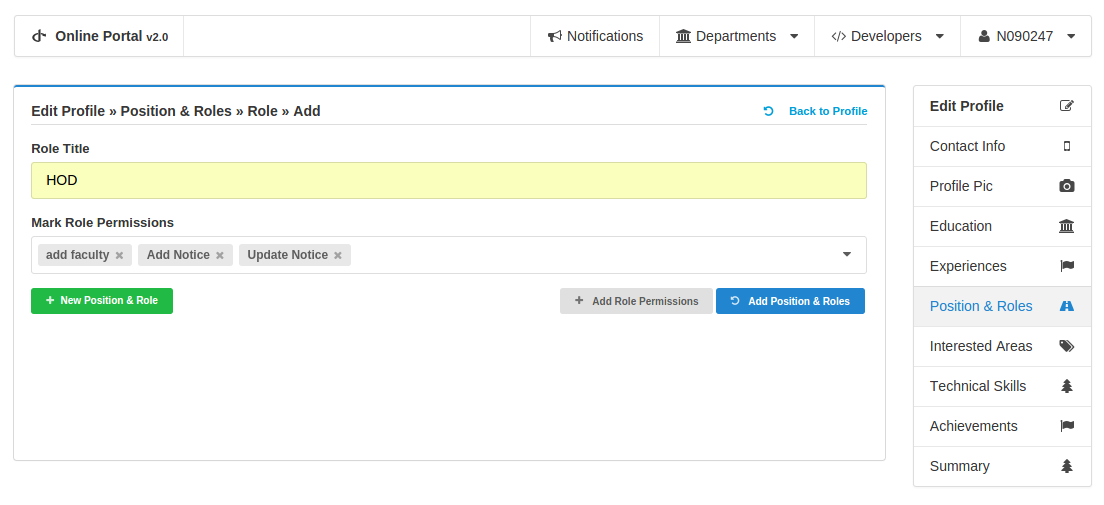 Online Portal v2.0
Notifications
Departments
Developers
N090247
Edit Profile » Position & Roles » Role » Add
Back to Profile
Role Title
HOD
Mark Role Permissions
add faculty
Add Notice
Update Notice
New Position & Role
Add Role Permissions
Add Position & Roles
Edit Profile
Contact Info
Profile Pic
Education
Experiences
Position & Roles
Interested Areas
Technical Skills
Achievements
Summary